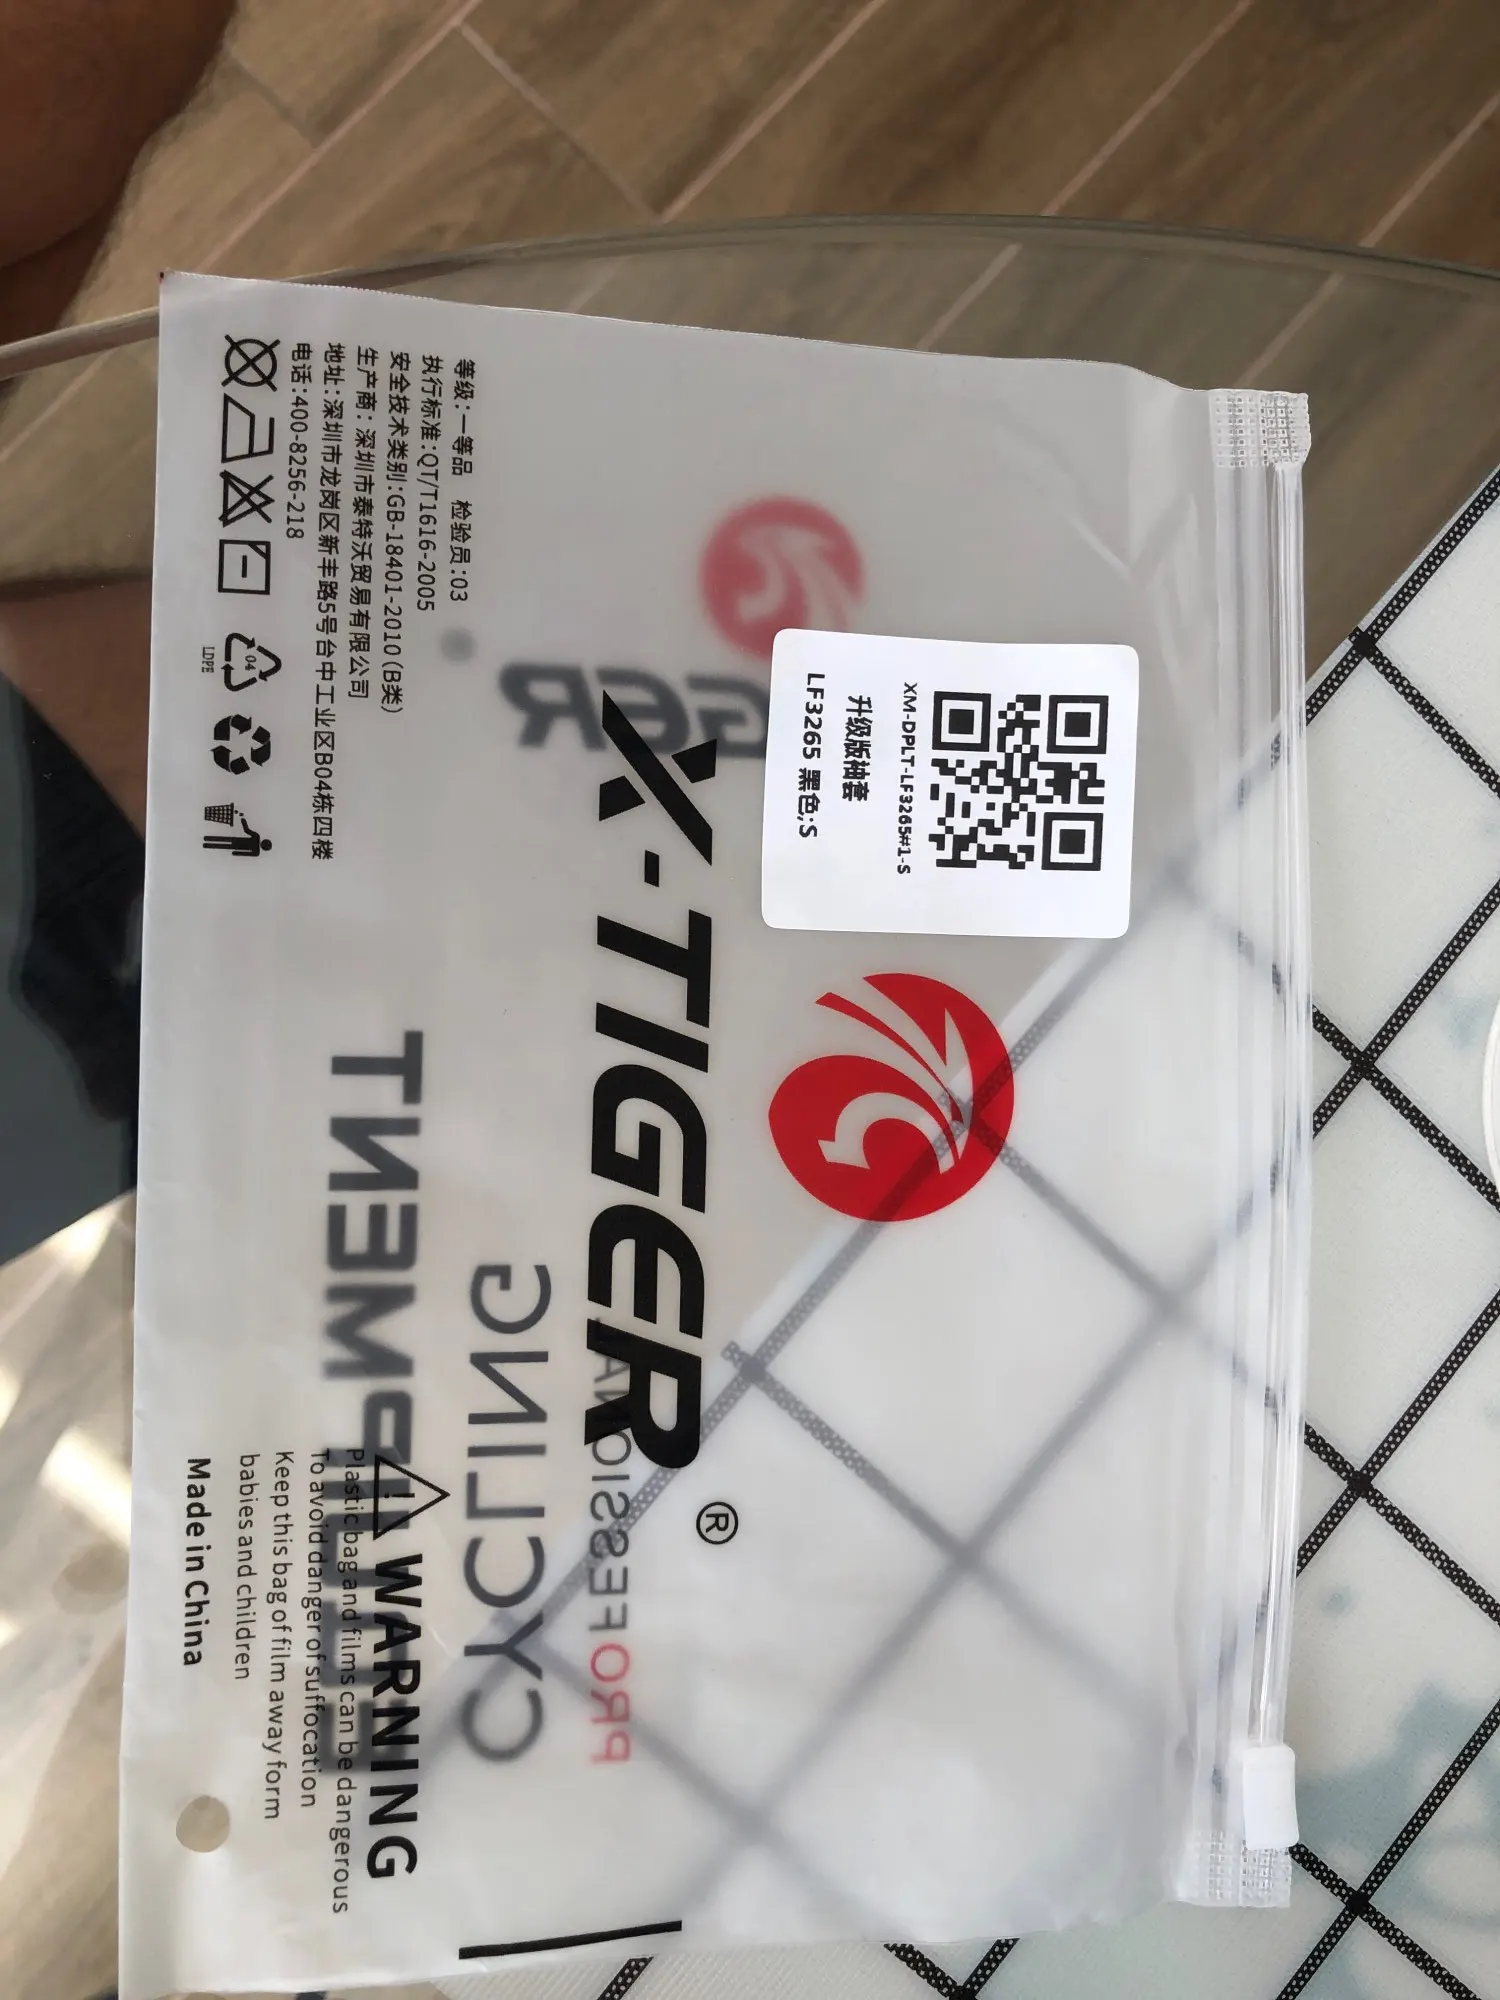 XM-DPLT-LF3265#1-S
升级版袖套
LF3265 黑色;S
X-TIGER®
等级:一等品 检验员:03
执行标准:QT/T1616-2005
安全技术类别:GB-18401-2010(B类)
生产商:深圳市泰特沃贸易有限公司
地址:深圳市龙岗区新丰路5号台中工业区B04栋四楼
电话:400-8256-218
04
LDPE
WARNING
Plastic bag and films can be dangerous
To avoid danger of suffocation
Keep this bag of film away form
babies and children
Made in China
PROFESSIONAL
CYCLING
EQUIPMENT